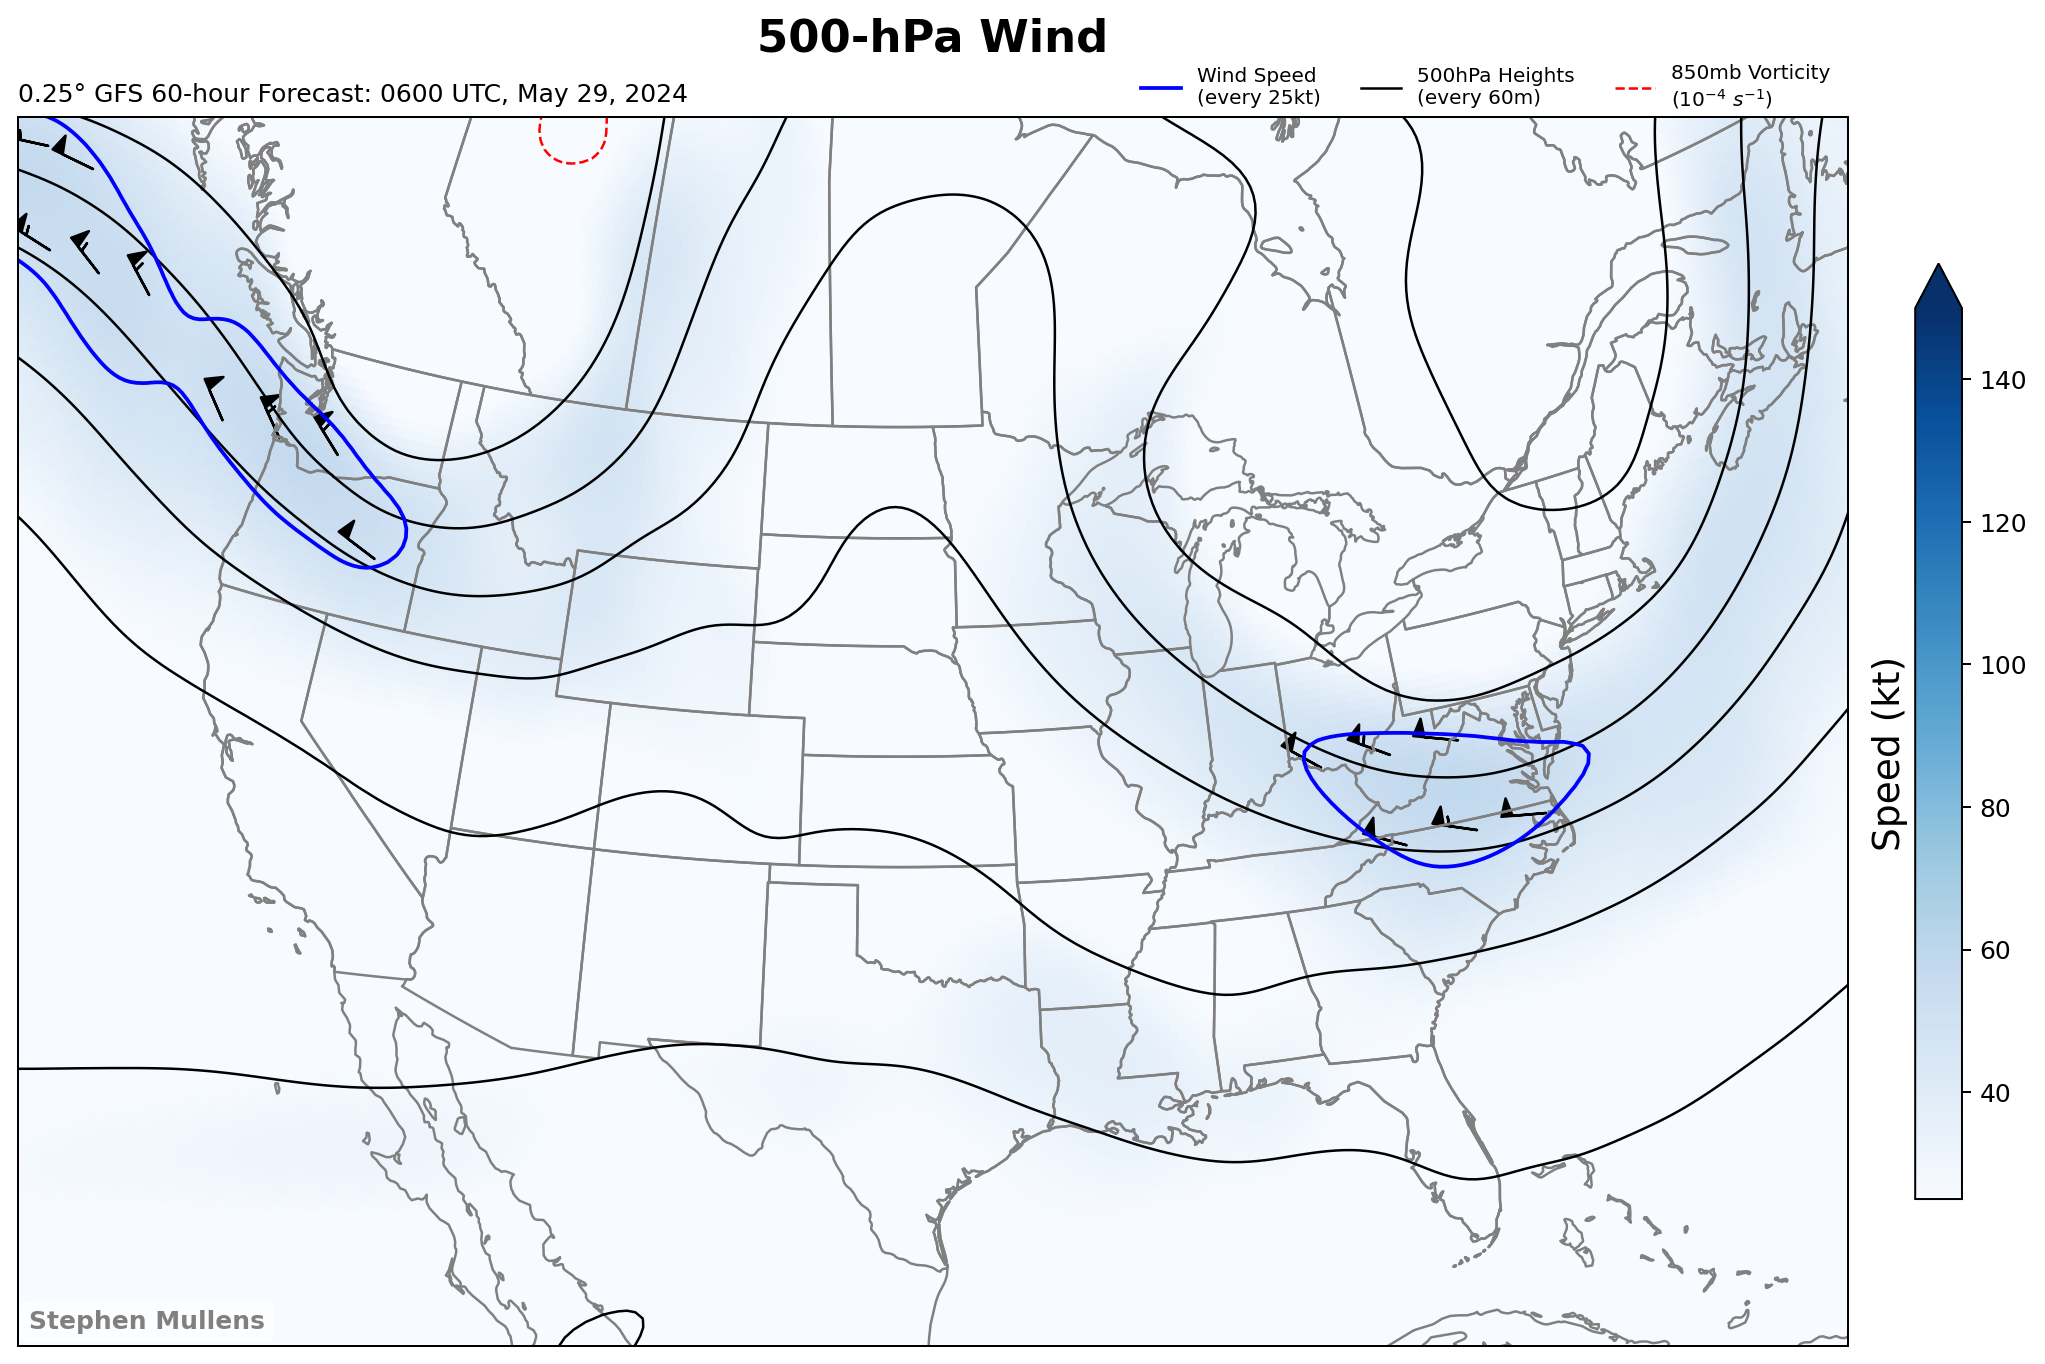 500-hPa Wind
0.25° GFS 60-hour Forecast: 0600 UTC, May 29, 2024
Wind Speed
(every 25kt)
500hPa Heights
(every 60m)
850mb Vorticity
(10⁻⁴ s⁻¹)
140
120
100
80
60
40
Speed (kt)
Stephen Mullens